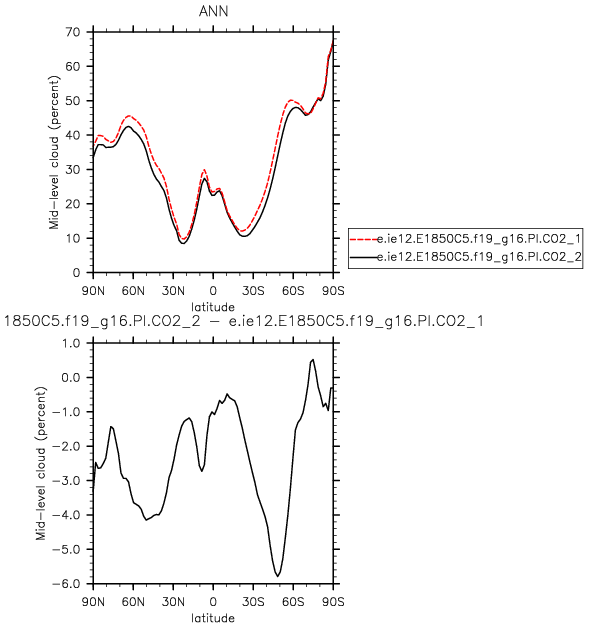 ANN
70
60
50
40
30
20
10
0
Mid-level cloud (percent)
90N 60N 30N 0 30S 60S 90S
latitude
e.ie12.E1850C5.f19_g16.PI.CO2_1
e.ie12.E1850C5.f19_g16.PI.CO2_2
1850C5.f19_g16.PI.CO2_2 - e.ie12.E1850C5.f19_g16.PI.CO2_1
1.0
0.0
-1.0
-2.0
-3.0
-4.0
-5.0
-6.0
Mid-level cloud (percent)
90N 60N 30N 0 30S 60S 90S
latitude